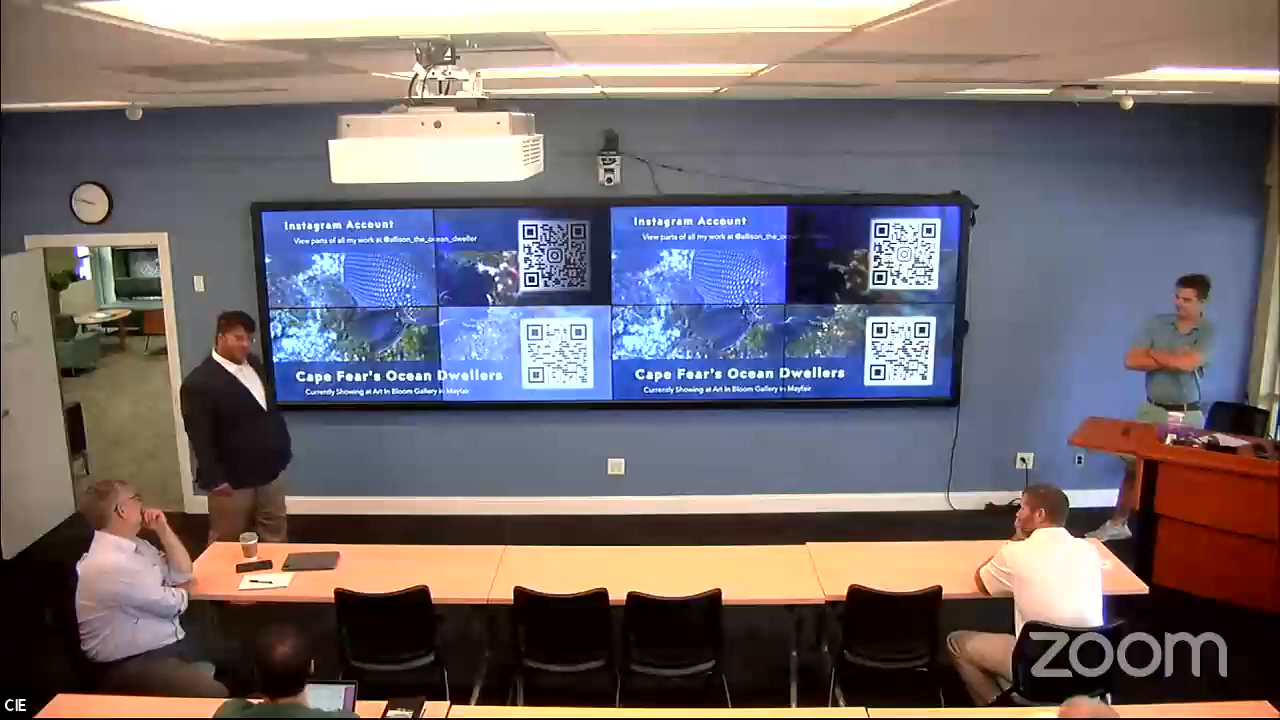 Instagram Account
View parts of all my work at @allison_the_ocean_dweller
Cape Fear's Ocean Dwellers
Currently Showing at Art In Bloom Gallery in Mayfair
Instagram Account
View parts of all my work at @allison_the_oc
Cape Fear's Ocean Dwellers
Currently Showing at Art In Bloom Gallery in Mayfair
zoom
CIE